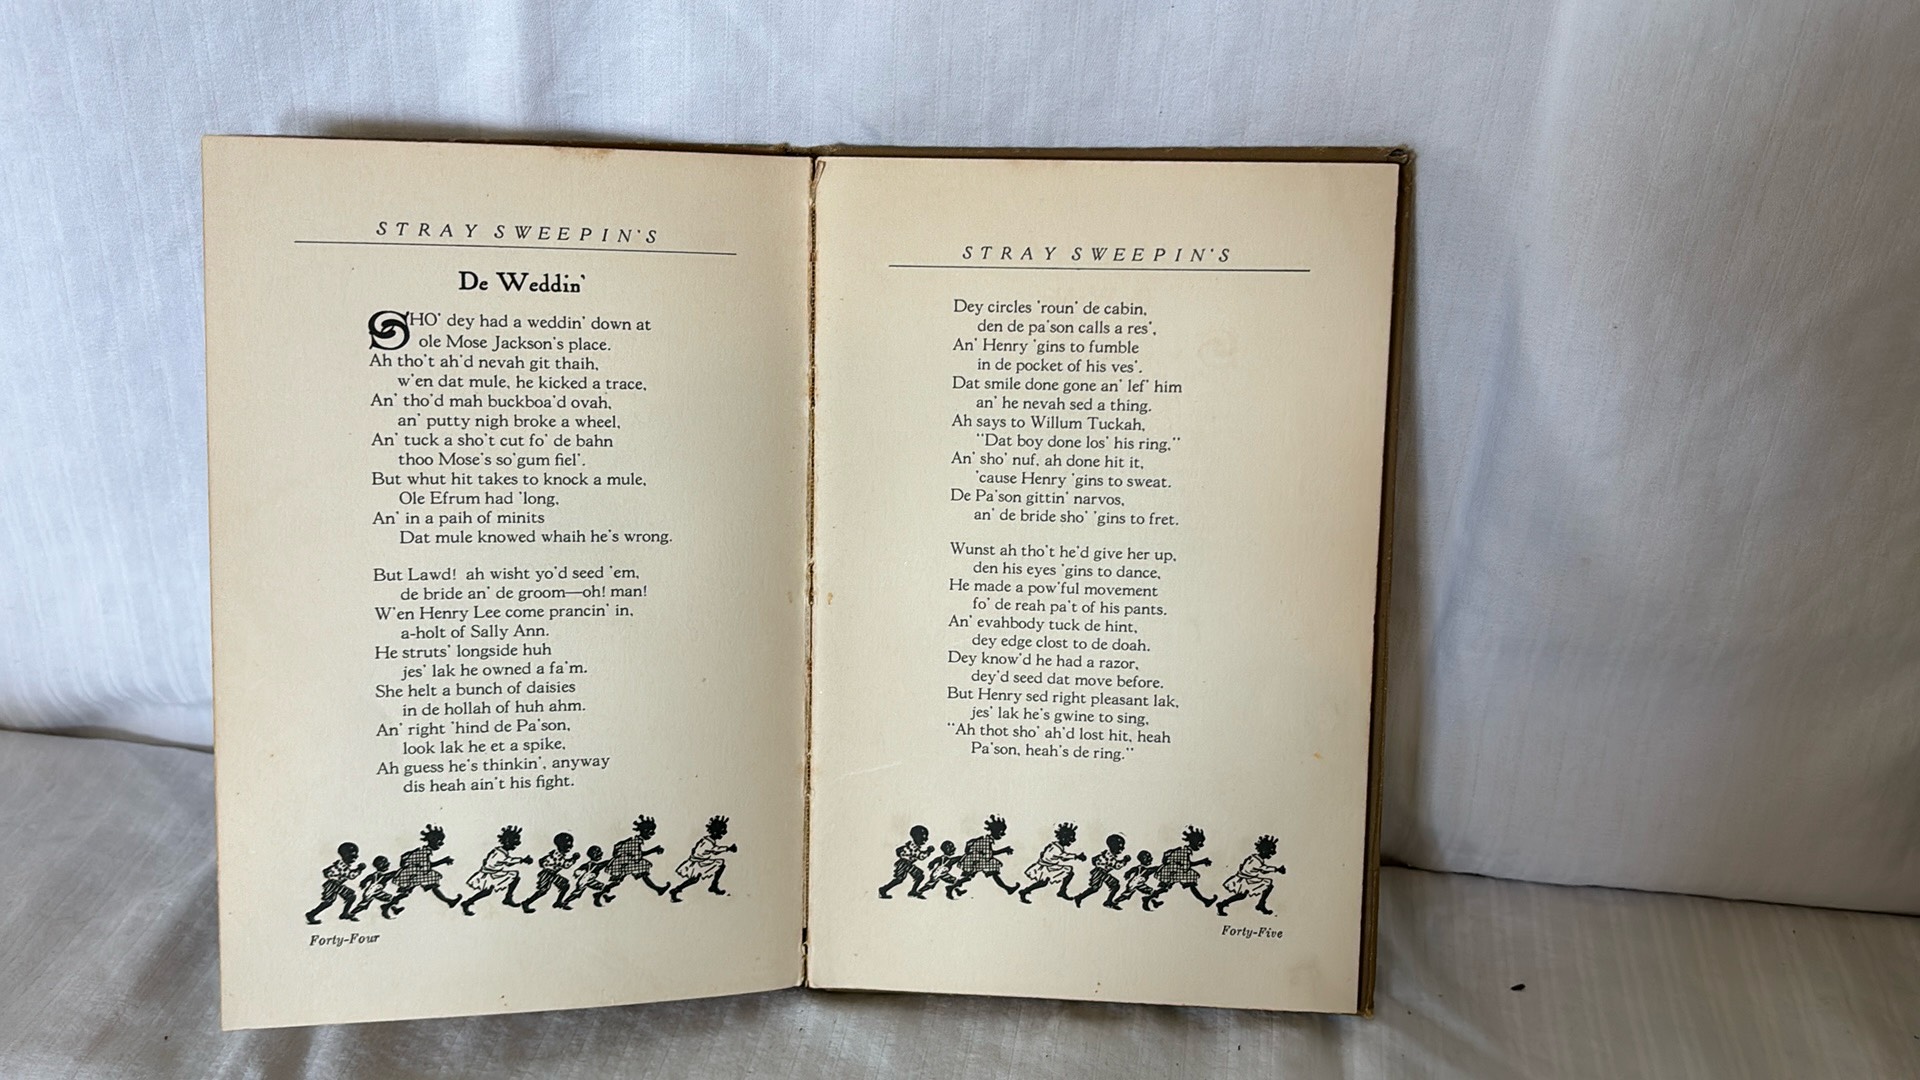 STRAY SWEEPIN'S
De Weddin'
SHO' dey had a weddin' down at
ole Mose Jackson's place.
Ah tho't ah'd nevah git thaih,
w'en dat mule, he kicked a trace,
An' tho'd mah buckboa'd ovah,
an' putty nigh broke a wheel,
An' tuck a sho't cut fo' de bahn
thoo Mose's so'gum fiel'.
But whut hit takes to knock a mule,
Ole Efrum had 'long,
An' in a paih of minits
Dat mule knowed whaih he's wrong.
But Lawd! ah wisht yo'd seed 'em,
de bride an' de groom—oh! man!
W'en Henry Lee come prancin' in,
a-holt of Sally Ann.
He struts' longside huh
jes' lak he owned a fa'm.
She helt a bunch of daisies
in de hollah of huh ahm.
An' right 'hind de Pa'son,
look lak he et a spike,
Ah guess he's thinkin', anyway
dis heah ain't his fight.
Forty-Four
STRAY SWEEPIN'S
Dey circles 'roun' de cabin,
den de pa'son calls a res',
An' Henry 'gins to fumble
in de pocket of his ves'.
Dat smile done gone an' lef' him
an' he nevah sed a thing.
Ah says to Willum Tuckah,
"Dat boy done los' his ring,"
An' sho' nuf, ah done hit it,
'cause Henry 'gins to sweat.
De Pa'son gittin' narvos,
an' de bride sho' 'gins to fret.
Wunst ah tho't he'd give her up,
den his eyes 'gins to dance,
He made a pow'ful movement
fo' de reah pa't of his pants.
An' evahbody tuck de hint,
dey edge clost to de doah.
Dey know'd he had a razor,
dey'd seed dat move before.
But Henry sed right pleasant lak,
jes' lak he's gwine to sing,
"Ah thot sho' ah'd lost hit, heah
Pa'son, heah's de ring."
Forty-Five